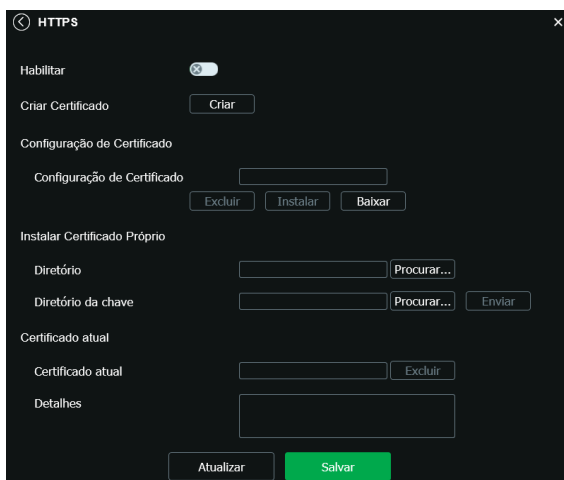 HTTPS
Habilitar
Criar Certificado Criar
Configuração de Certificado
Configuração de Certificado
Excluir Instalar Baixar
Instalar Certificado Próprio
Diretório Procurar...
Diretório da chave Procurar... Enviar
Certificado atual
Certificado atual Excluir
Detalhes
Atualizar Salvar